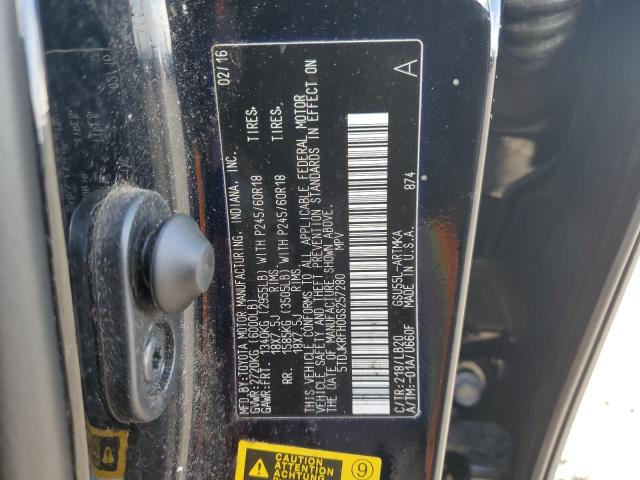 MFD.BY:TOYOTA MOTOR MANUFACTURING, INDIANA, INC. 02/16
GVWR:2720KG (6000LB)
GAWR:FRT. 1340KG (2955LB) WITH P245/60R18 TIRES,
18X7.5J RIMS,
RR. 1585KG (3505LB) WITH P245/60R18 TIRES,
18X7.5J RIMS,
THIS VEHICLE CONFORMS TO ALL APPLICABLE FEDERAL MOTOR
VEHICLE SAFETY AND THEFT PREVENTION STANDARDS IN EFFECT ON
THE DATE OF MANUFACTURE SHOWN ABOVE.
5TDJKRFH0GS257280 MPV
A
874
C/TR:218/LB20 GSU55L-ARTMKA
A/TM:-01A/U660F MADE IN U.S.A.
CAUTION
ATTENTION
ACHTUNG
9